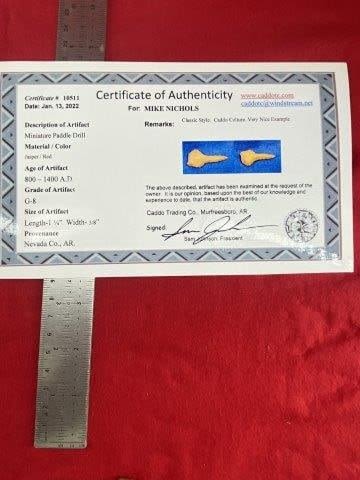 Certificate # 10511
Date: Jan. 13, 2022
Certificate of Authenticity
www.caddotc.com
caddotc@windstream.net
For: MIKE NICHOLS
Description of Artifact
Miniature Paddle Drill
Material / Color
Jasper / Red
Age of Artifact
800 – 1400 A.D.
Grade of Artifact
G-8
Size of Artifact
Length-1 ¼" Width- 3/8"
Provenance
Nevada Co., AR.
Remarks: Classic Style, Caddo Culture, Very Nice Example
The above described, artifact has been examined at the request of the
owner. It is our opinion, based upon the best of our knowledge and
experience to date, that the artifact is authentic.
Caddo Trading Co., Murfreesboro, AR.
Signed:
Sam Johnson, President